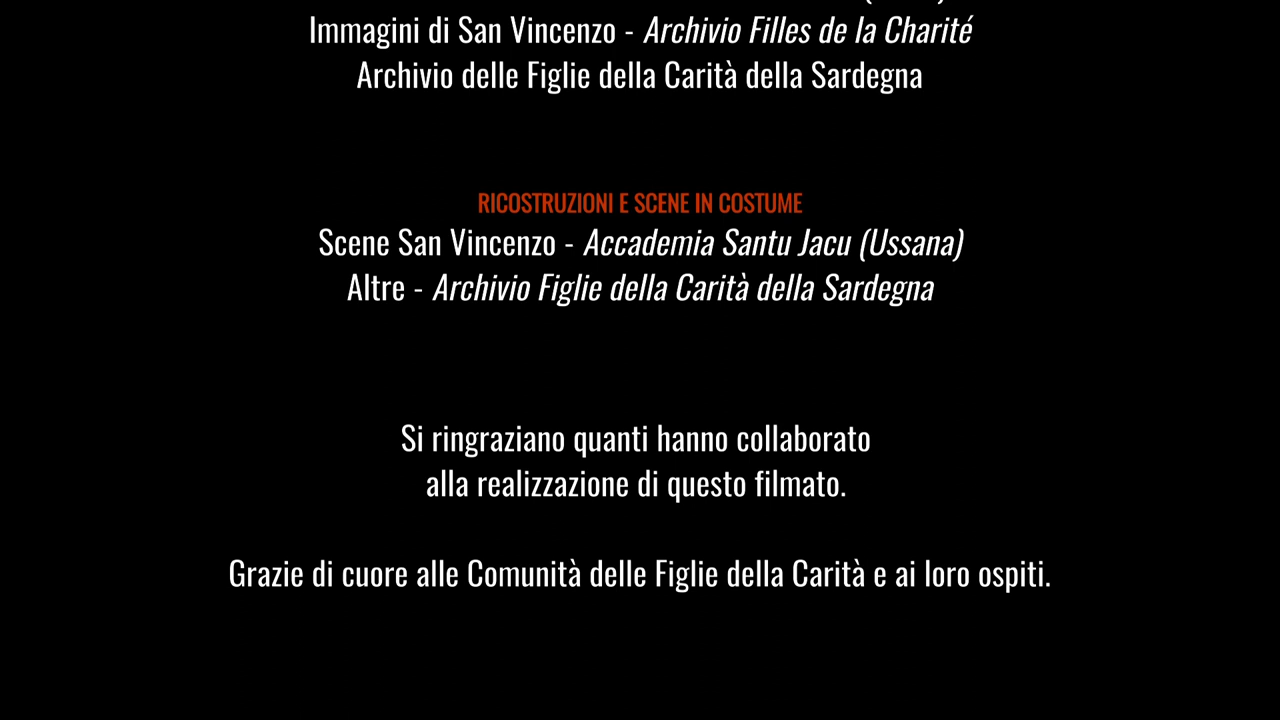 Immagini di San Vincenzo - Archivio Filles de la Charité
Archivio delle Figlie della Carità della Sardegna
RICOSTRUZIONI E SCENE IN COSTUME
Scene San Vincenzo - Accademia Santu Jacu (Ussana)
Altre - Archivio Figlie della Carità della Sardegna
Si ringraziano quanti hanno collaborato
alla realizzazione di questo filmato.
Grazie di cuore alle Comunità delle Figlie della Carità e ai loro ospiti.